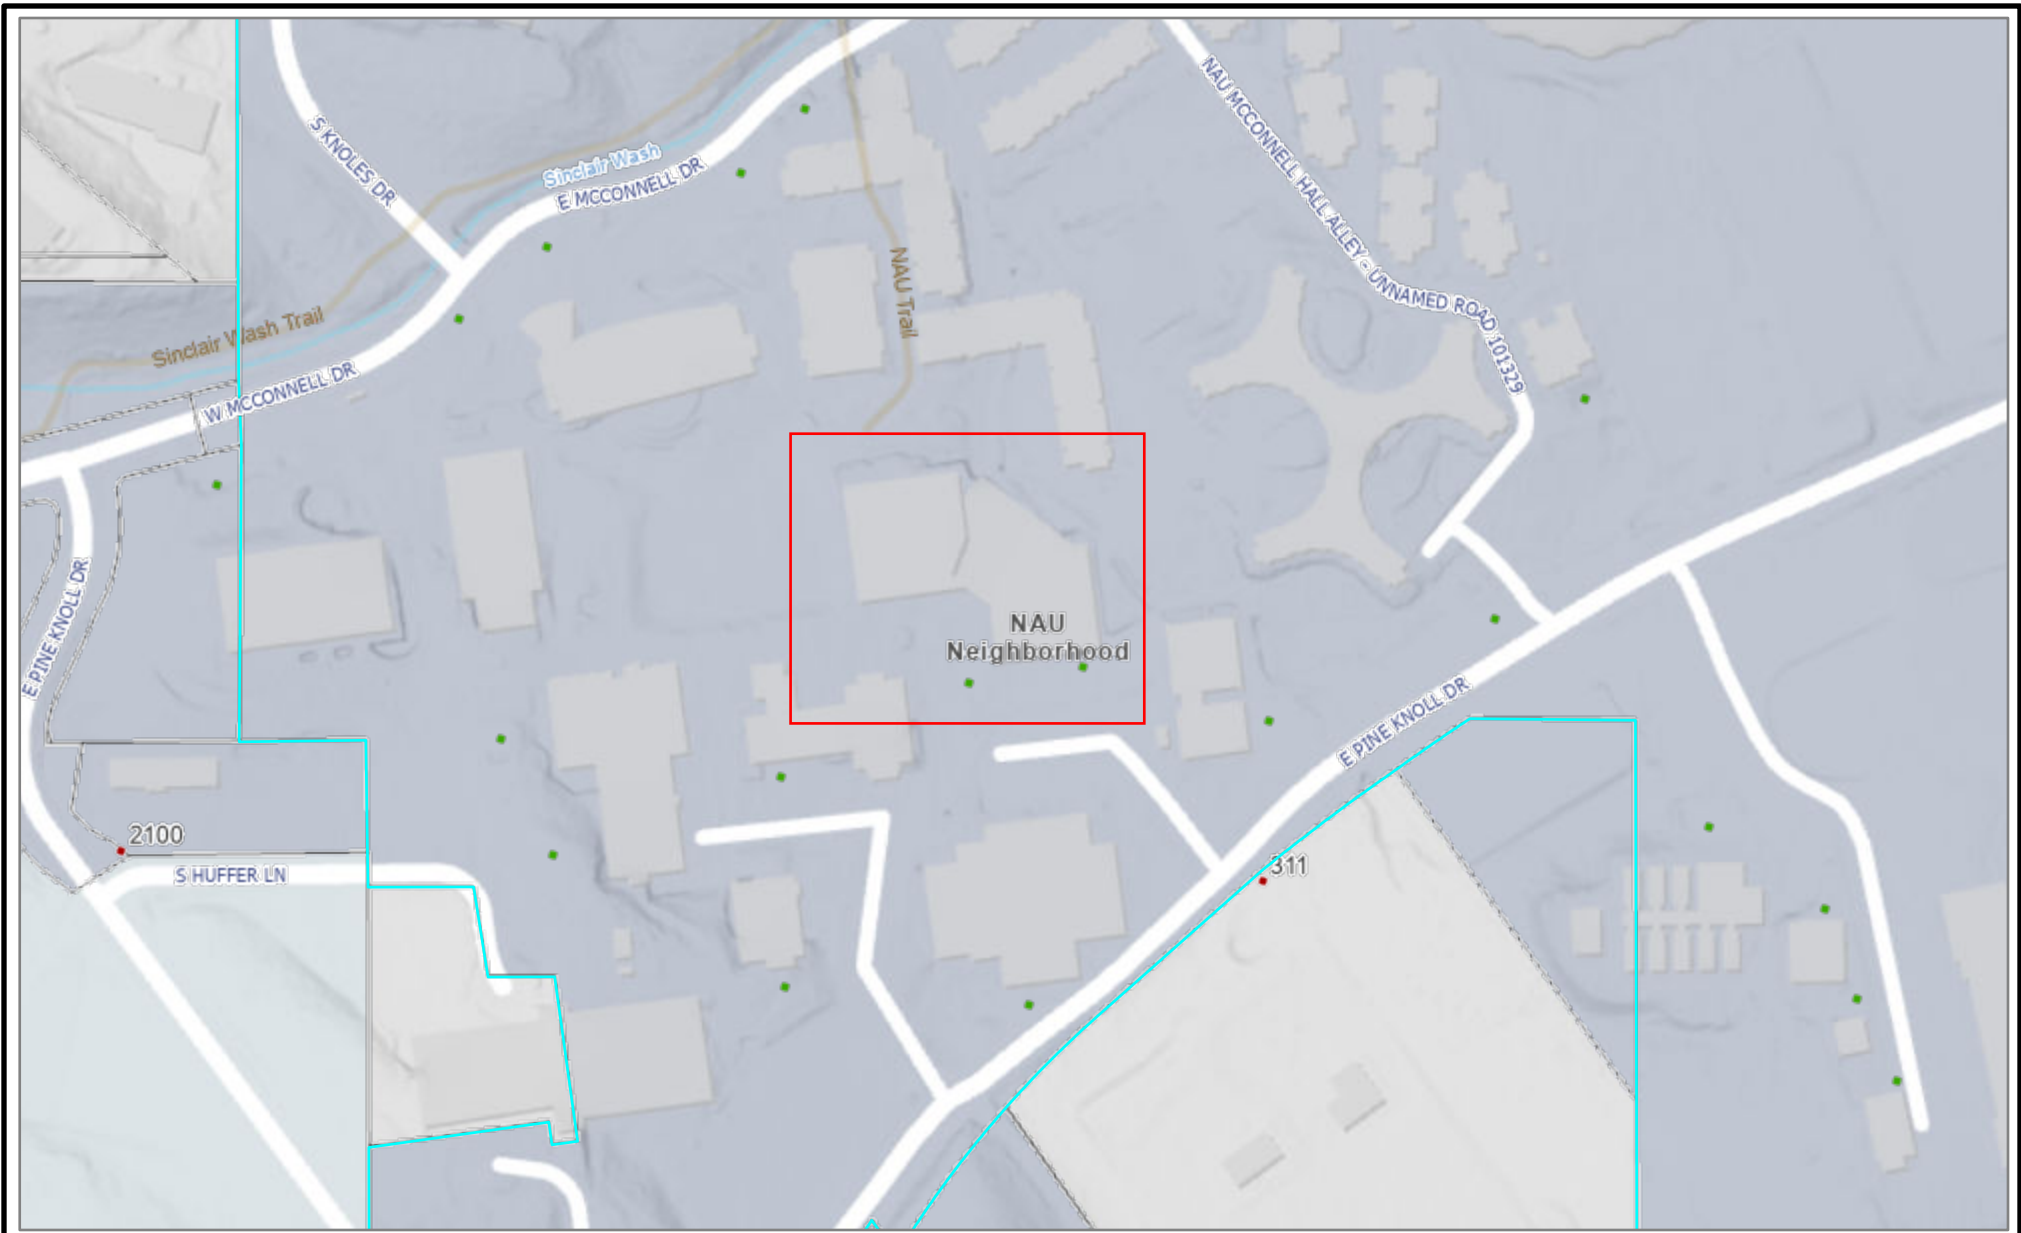 NAU MCCONNELL HALL ALLEY - UNNAMED ROAD 101329
S KNOLES DR
Sinclair Wash
E MCCONNELL DR
NAU Trail
Sinclair Wash Trail
W MCCONNELL DR
E PINE KNOLL DR
NAU
Neighborhood
E PINE KNOLL DR
2100
311
S HUFFER LN